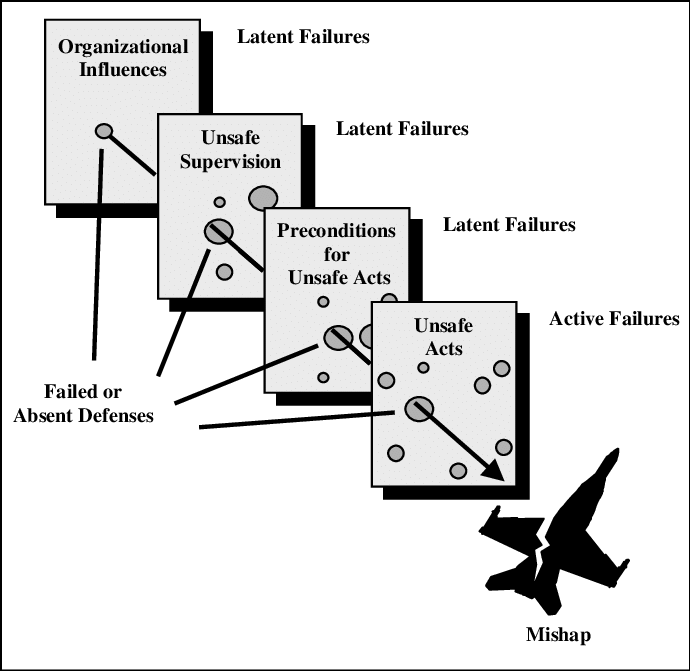 Organizational
Influences
Latent Failures
Unsafe
Supervision
Latent Failures
Preconditions
for
Unsafe Acts
Latent Failures
Unsafe
Acts
Active Failures
Failed or
Absent Defenses
Mishap